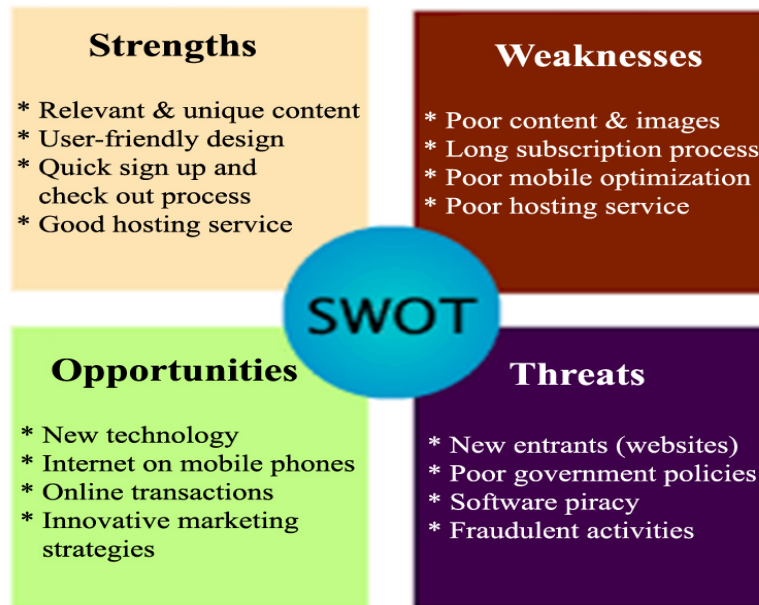 Strengths
* Relevant & unique content
* User-friendly design
* Quick sign up and
check out process
* Good hosting service
Weaknesses
* Poor content & images
* Long subscription process
* Poor mobile optimization
* Poor hosting service
SWOT
Opportunities
* New technology
* Internet on mobile phones
* Online transactions
* Innovative marketing
strategies
Threats
* New entrants (websites)
* Poor government policies
* Software piracy
* Fraudulent activities